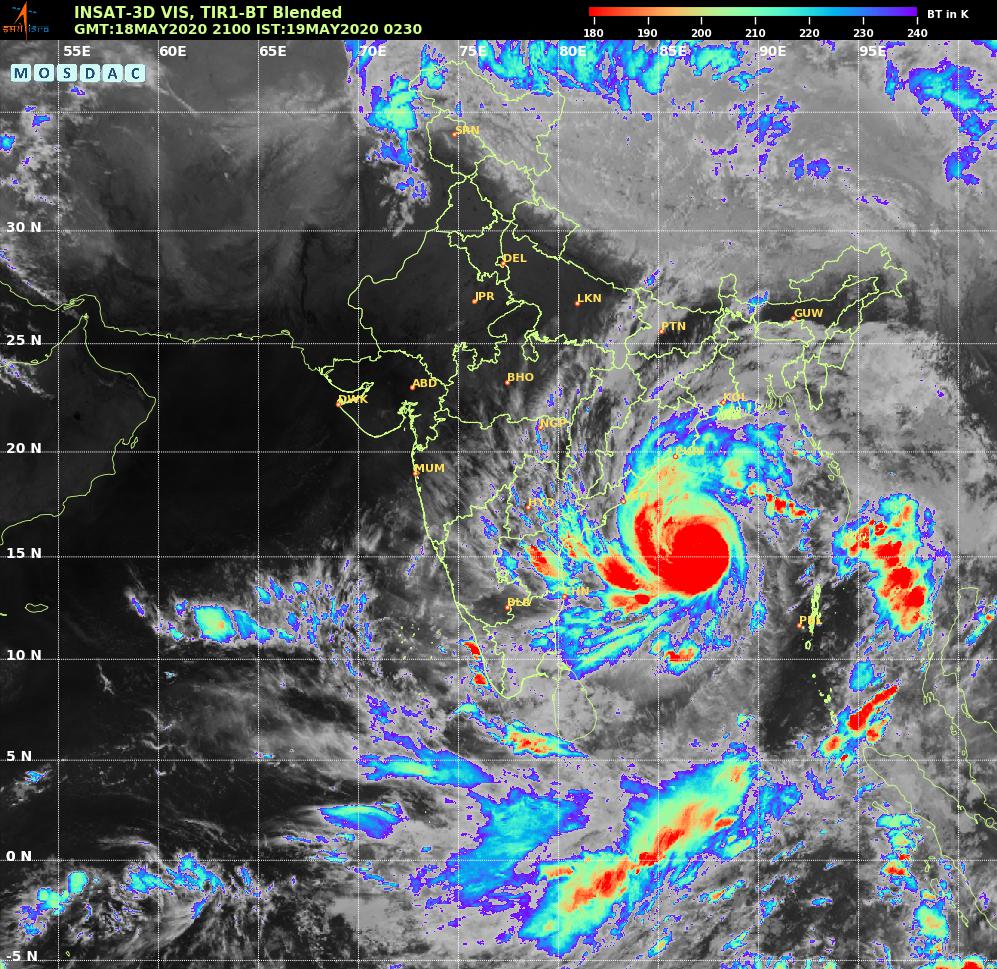 INSAT-3D VIS, TIR1-BT Blended
GMT:18MAY2020 2100 IST:19MAY2020 0230
BT in K
180 190 200 210 220 230 240
55E 60E 65E 70E 75E 80E 85E 90E 95E
MOSDAC
SRN
30 N
DEL
JPR LKN GUW
PTN
25 N
ABD BHO
DWK KOL
NGP
20 N
MUM
15 N
BLR CHN
PBL
10 N
5 N
0 N
-5 N